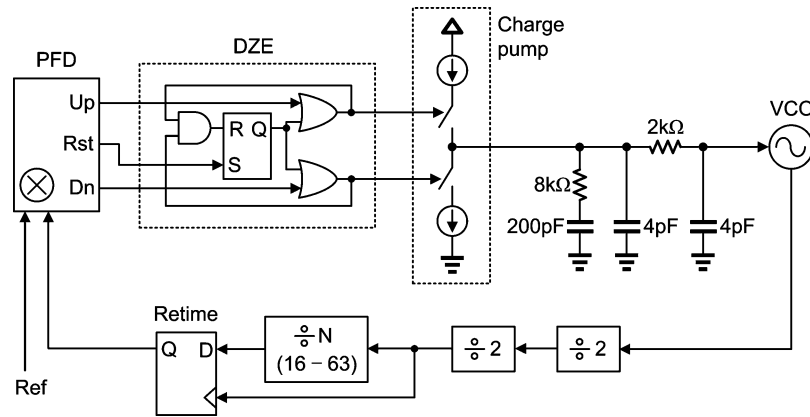 Charge
pump
DZE
PFD
Up
Rst
Dn
R Q
S
VCO
2kΩ
8kΩ
200pF
4pF
4pF
Retime
Q D
÷N
(16 – 63)
÷2
÷2
Ref